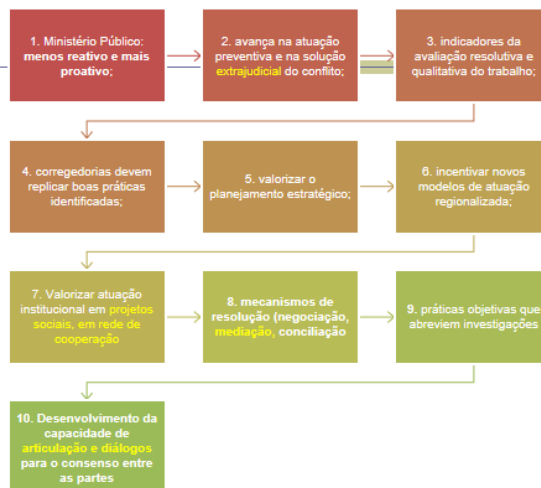 1. Ministério Público:
menos reativo e mais
proativo;
2. avança na atuação
preventiva e na solução
extrajudicial do conflito;
3. indicadores da
avaliação resolutiva e
qualitativa do trabalho;
4. corregedorias devem
replicar boas práticas
identificadas;
5. valorizar o
planejamento estratégico;
6. incentivar novos
modelos de atuação
regionalizada;
7. Valorizar atuação
institucional em projetos
sociais, em rede de
cooperação
8. mecanismos de
resolução (negociação,
mediação, conciliação
9. práticas objetivas que
abreviem investigações
10. Desenvolvimento da
capacidade de
articulação e diálogos
para o consenso entre
as partes